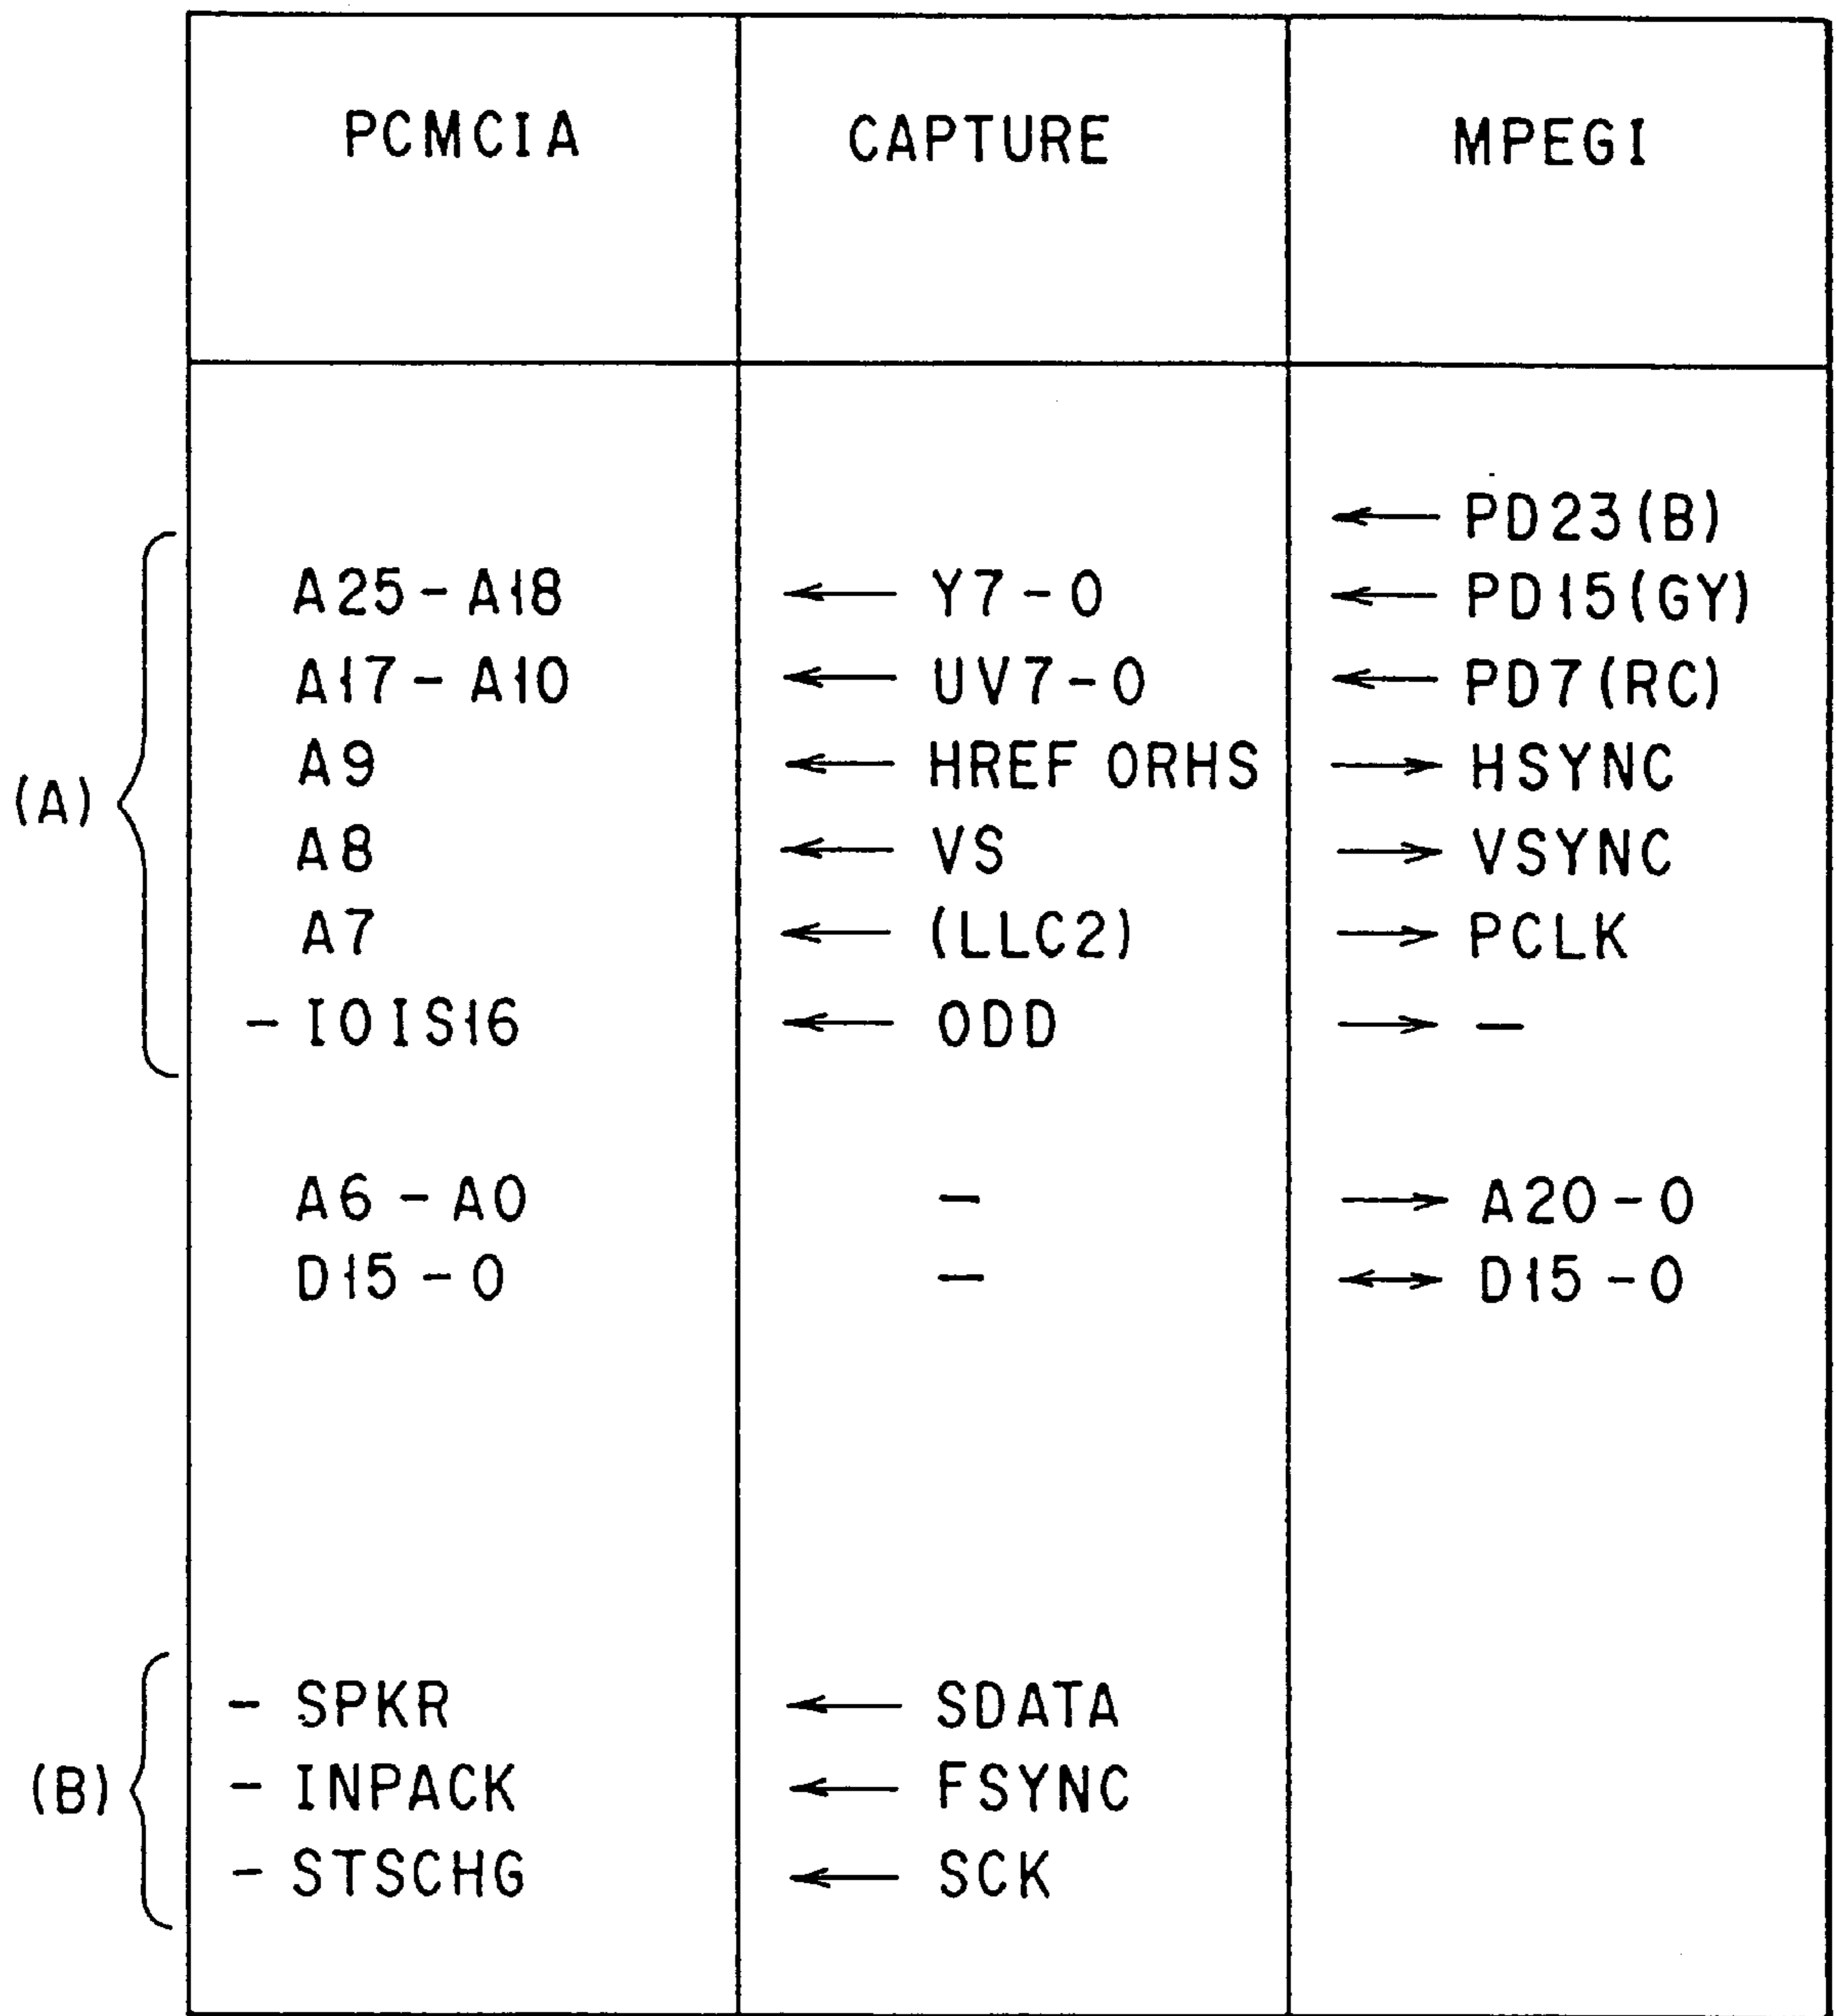 PCMCIA CAPTURE MPEGI
← PD23(B)
A25-A18 ← Y7-0 ← PD15(GY)
A17-A10 ← UV7-0 ← PD7(RC)
A9 ← HREF ORHS → HSYNC
(A)
A8 ← VS → VSYNC
A7 ← (LLC2) → PCLK
-IOIS16 ← ODD → -
A6-A0 - → A20-0
D15-0 - ↔ D15-0
- SPKR ← SDATA
(B) - INPACK ← FSYNC
- STSCHG ← SCK